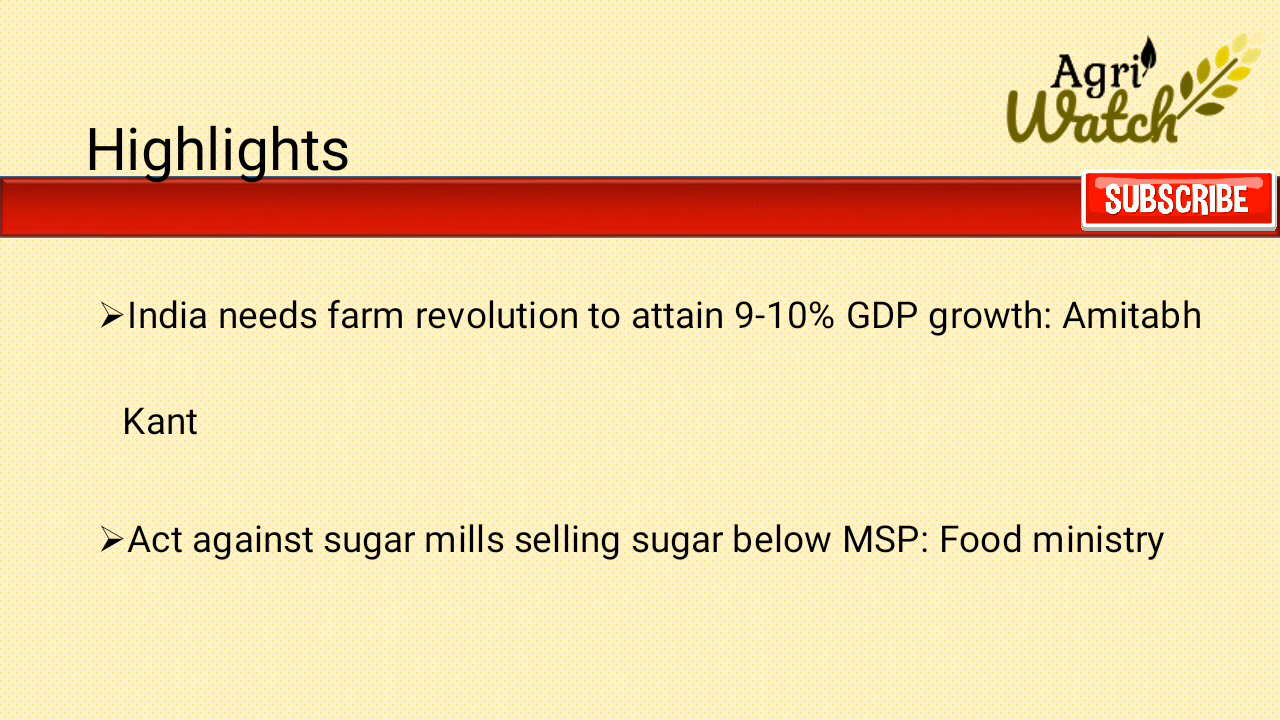 Agri
Watch
Highlights
SUBSCRIBE
➢India needs farm revolution to attain 9-10% GDP growth: Amitabh
Kant
➢Act against sugar mills selling sugar below MSP: Food ministry